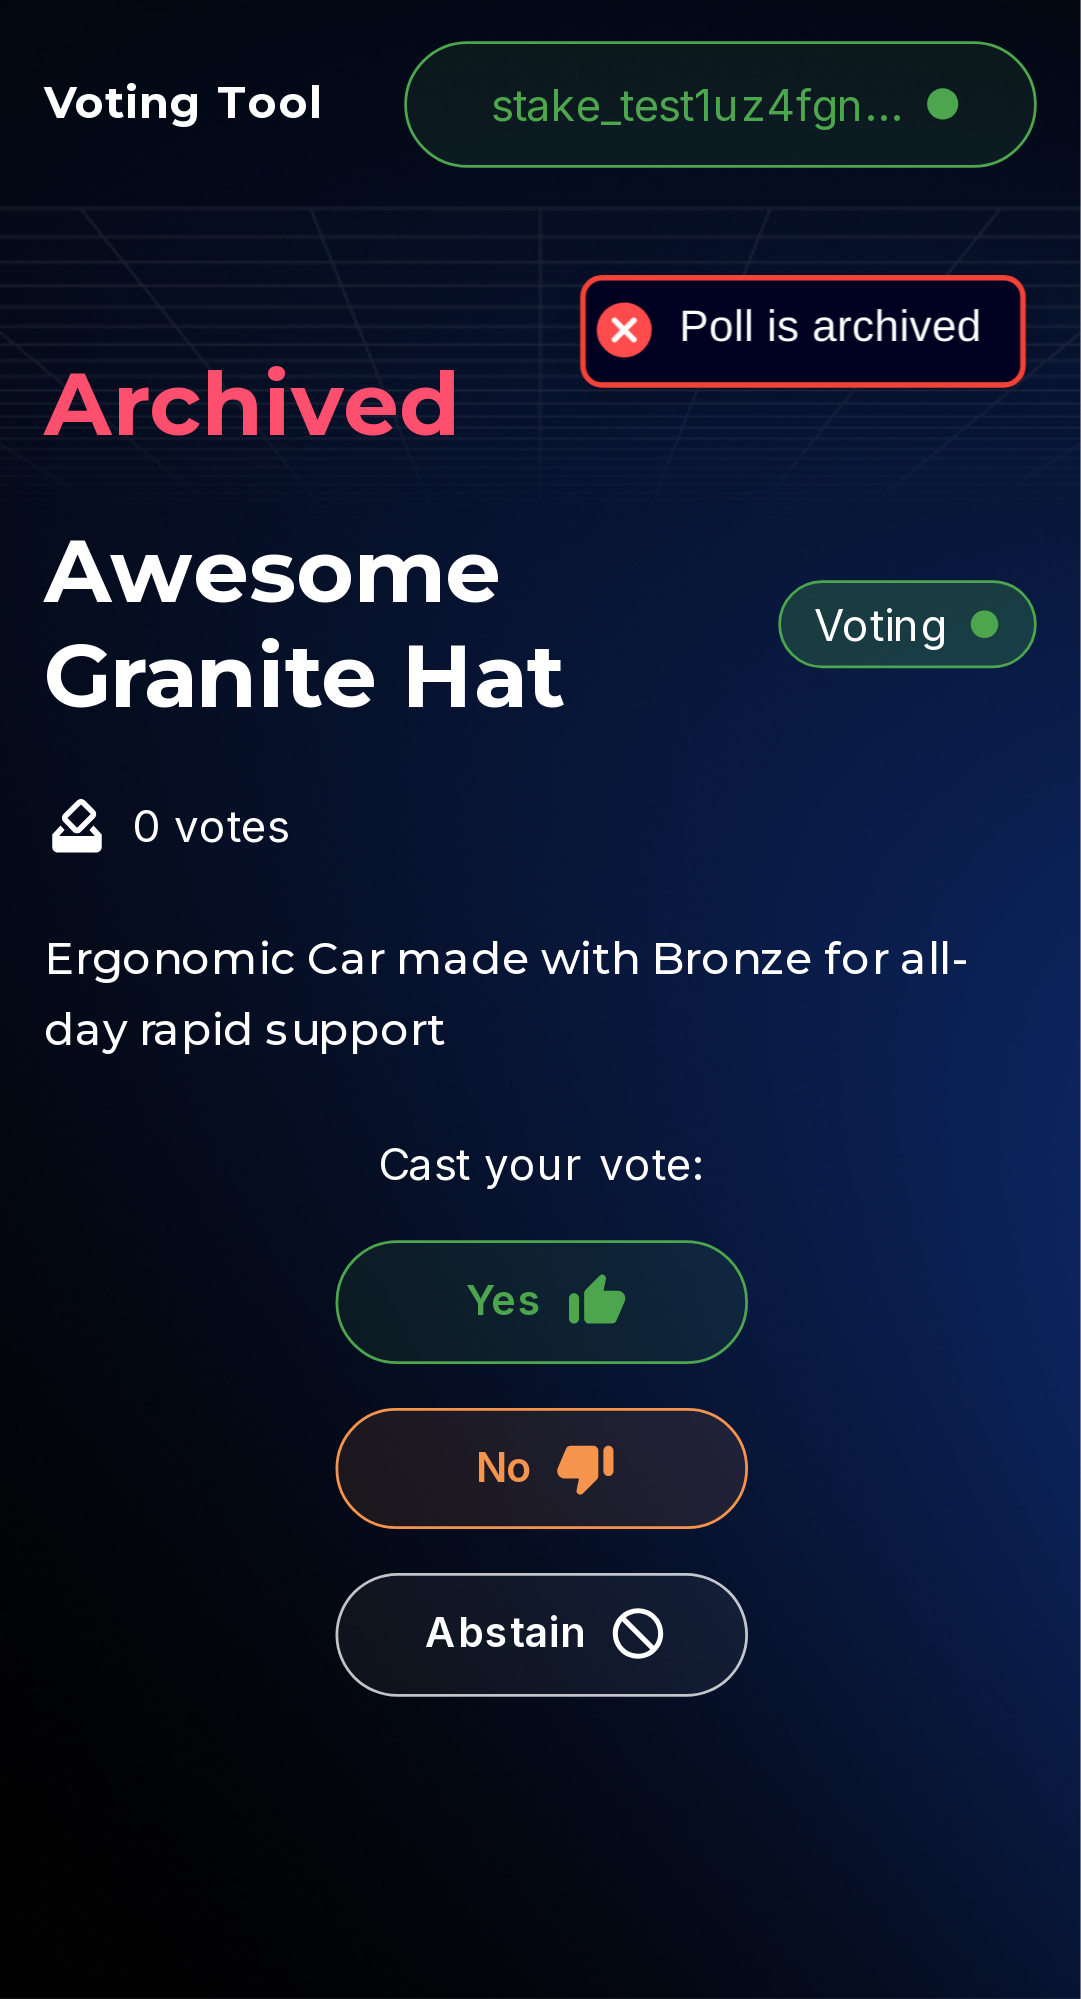 Voting Tool
stake_test1uz4fgn...
Poll is archived
Archived
Awesome
Granite Hat
Voting
0 votes
Ergonomic Car made with Bronze for all-
day rapid support
Cast your vote:
Yes
No
Abstain